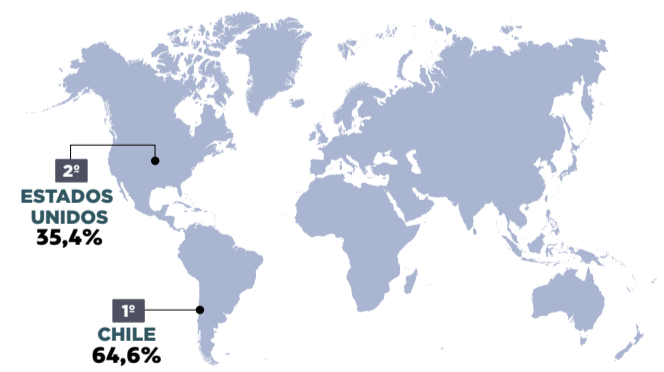 2º
ESTADOS
UNIDOS
35,4%
1º
CHILE
64,6%